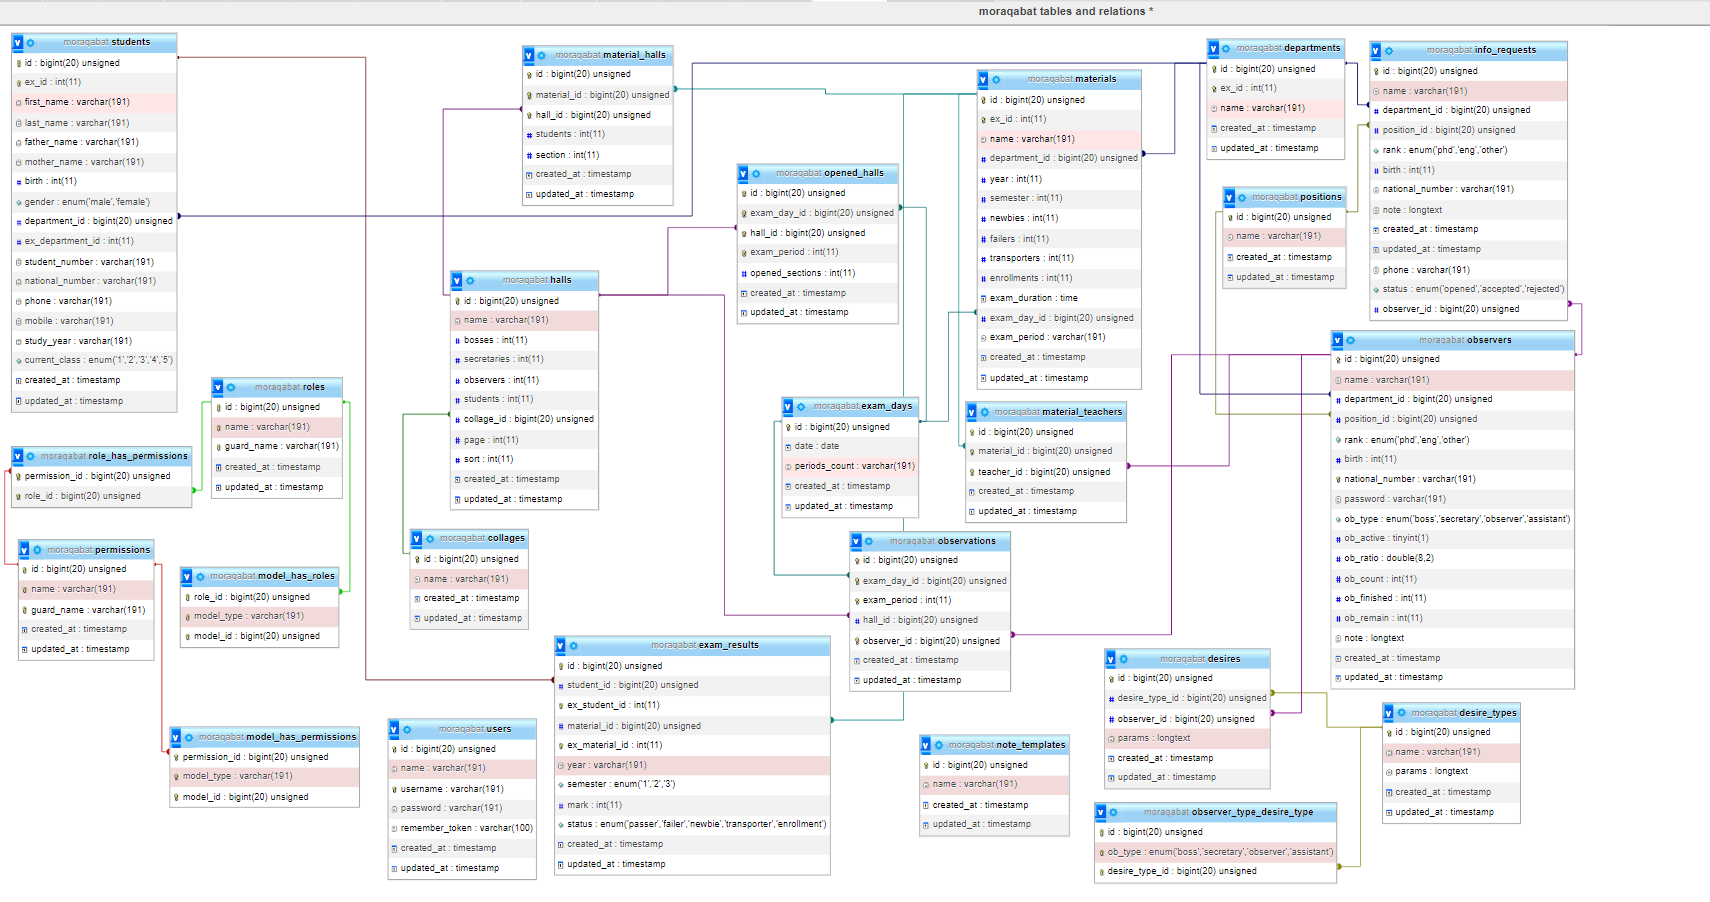 moraqabat tables and relations *
moraqabat students
id : bigint(20) unsigned
ex_id : int(11)
first_name : varchar(191)
last_name : varchar(191)
father_name : varchar(191)
mother_name : varchar(191)
birth : int(11)
gender : enum('male','female')
department_id : bigint(20) unsigned
ex_department_id : int(11)
student_number : varchar(191)
national_number : varchar(191)
phone : varchar(191)
mobile : varchar(191)
study_year : varchar(191)
current_class : enum('1','2','3','4','5')
created_at : timestamp
updated_at : timestamp
moraqabat material_halls
id : bigint(20) unsigned
material_id : bigint(20) unsigned
hall_id : bigint(20) unsigned
students : int(11)
section : int(11)
created_at : timestamp
updated_at : timestamp
moraqabat materials
id : bigint(20) unsigned
ex_id : int(11)
name : varchar(191)
department_id : bigint(20) unsigned
year : int(11)
semester : int(11)
newbies : int(11)
failers : int(11)
transporters : int(11)
enrollments : int(11)
exam_duration : time
exam_day_id : bigint(20) unsigned
exam_period : varchar(191)
created_at : timestamp
updated_at : timestamp
moraqabat departments
id : bigint(20) unsigned
ex_id : int(11)
name : varchar(191)
created_at : timestamp
updated_at : timestamp
moraqabat info_requests
id : bigint(20) unsigned
name : varchar(191)
department_id : bigint(20) unsigned
position_id : bigint(20) unsigned
rank : enum('phd','eng','other')
birth : int(11)
national_number : varchar(191)
note : longtext
created_at : timestamp
updated_at : timestamp
phone : varchar(191)
status : enum('opened','accepted','rejected')
observer_id : bigint(20) unsigned
moraqabat opened_halls
id : bigint(20) unsigned
exam_day_id : bigint(20) unsigned
hall_id : bigint(20) unsigned
exam_period : int(11)
opened_sections : int(11)
created_at : timestamp
updated_at : timestamp
moraqabat positions
id : bigint(20) unsigned
name : varchar(191)
created_at : timestamp
updated_at : timestamp
moraqabat halls
id : bigint(20) unsigned
name : varchar(191)
bosses : int(11)
secretaries : int(11)
observers : int(11)
students : int(11)
collage_id : bigint(20) unsigned
page : int(11)
sort : int(11)
created_at : timestamp
updated_at : timestamp
moraqabat observers
id : bigint(20) unsigned
name : varchar(191)
department_id : bigint(20) unsigned
position_id : bigint(20) unsigned
rank : enum('phd','eng','other')
birth : int(11)
national_number : varchar(191)
password : varchar(191)
ob_type : enum('boss','secretary','observer','assistant')
ob_active : tinyint(1)
ob_ratio : double(8,2)
ob_count : int(11)
ob_finished : int(11)
ob_remain : int(11)
note : longtext
created_at : timestamp
updated_at : timestamp
moraqabat roles
id : bigint(20) unsigned
name : varchar(191)
guard_name : varchar(191)
created_at : timestamp
updated_at : timestamp
moraqabat exam_days
id : bigint(20) unsigned
date : date
periods_count : varchar(191)
created_at : timestamp
updated_at : timestamp
moraqabat material_teachers
id : bigint(20) unsigned
material_id : bigint(20) unsigned
teacher_id : bigint(20) unsigned
created_at : timestamp
updated_at : timestamp
moraqabat role_has_permissions
permission_id : bigint(20) unsigned
role_id : bigint(20) unsigned
moraqabat collages
id : bigint(20) unsigned
name : varchar(191)
created_at : timestamp
updated_at : timestamp
moraqabat observations
id : bigint(20) unsigned
exam_day_id : bigint(20) unsigned
exam_period : int(11)
hall_id : bigint(20) unsigned
observer_id : bigint(20) unsigned
created_at : timestamp
updated_at : timestamp
moraqabat permissions
id : bigint(20) unsigned
name : varchar(191)
guard_name : varchar(191)
created_at : timestamp
updated_at : timestamp
moraqabat model_has_roles
role_id : bigint(20) unsigned
model_type : varchar(191)
model_id : bigint(20) unsigned
moraqabat exam_results
id : bigint(20) unsigned
student_id : bigint(20) unsigned
ex_student_id : int(11)
material_id : bigint(20) unsigned
ex_material_id : int(11)
year : varchar(191)
semester : enum('1','2','3')
mark : int(11)
status : enum('passer','failer','newbie','transporter','enrollment')
created_at : timestamp
updated_at : timestamp
moraqabat desires
id : bigint(20) unsigned
desire_type_id : bigint(20) unsigned
observer_id : bigint(20) unsigned
params : longtext
created_at : timestamp
updated_at : timestamp
moraqabat desire_types
id : bigint(20) unsigned
name : varchar(191)
params : longtext
created_at : timestamp
updated_at : timestamp
moraqabat model_has_permissions
permission_id : bigint(20) unsigned
model_type : varchar(191)
model_id : bigint(20) unsigned
moraqabat users
id : bigint(20) unsigned
name : varchar(191)
username : varchar(191)
password : varchar(191)
remember_token : varchar(100)
created_at : timestamp
updated_at : timestamp
moraqabat note_templates
id : bigint(20) unsigned
name : varchar(191)
created_at : timestamp
updated_at : timestamp
moraqabat observer_type_desire_type
id : bigint(20) unsigned
ob_type : enum('boss','secretary','observer','assistant')
desire_type_id : bigint(20) unsigned